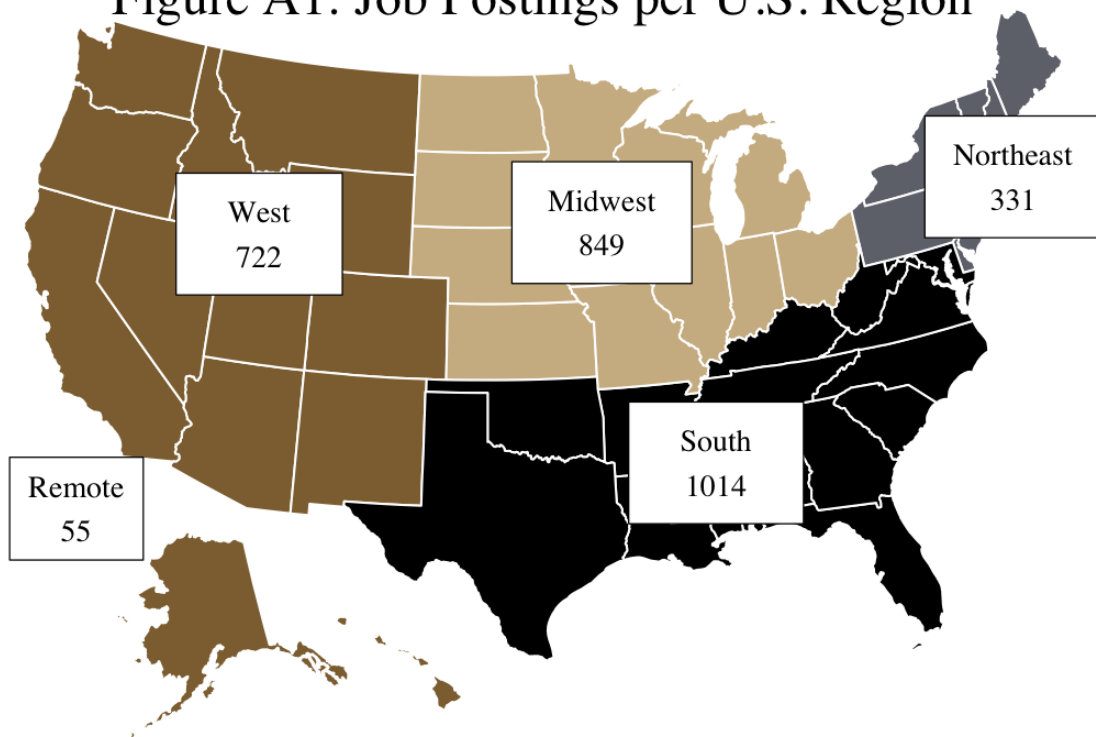 Figure A1: Job Postings per U.S. Region
Northeast
331
West
722
Midwest
849
South
1014
Remote
55